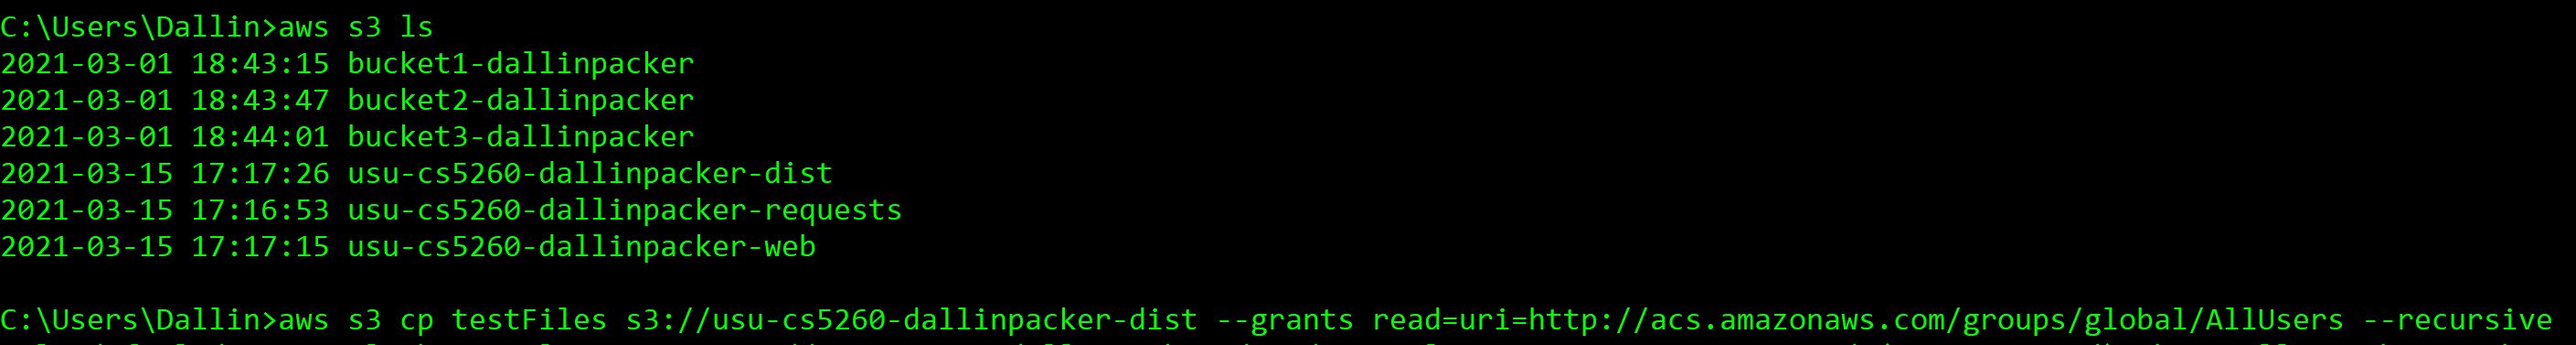 C:\Users\Dallin>aws s3 ls
2021-03-01 18:43:15 bucket1-dallinpacker
2021-03-01 18:43:47 bucket2-dallinpacker
2021-03-01 18:44:01 bucket3-dallinpacker
2021-03-15 17:17:26 usu-cs5260-dallinpacker-dist
2021-03-15 17:16:53 usu-cs5260-dallinpacker-requests
2021-03-15 17:17:15 usu-cs5260-dallinpacker-web
C:\Users\Dallin>aws s3 cp testFiles s3://usu-cs5260-dallinpacker-dist --grants read=uri=http://acs.amazonaws.com/groups/global/AllUsers --recursive